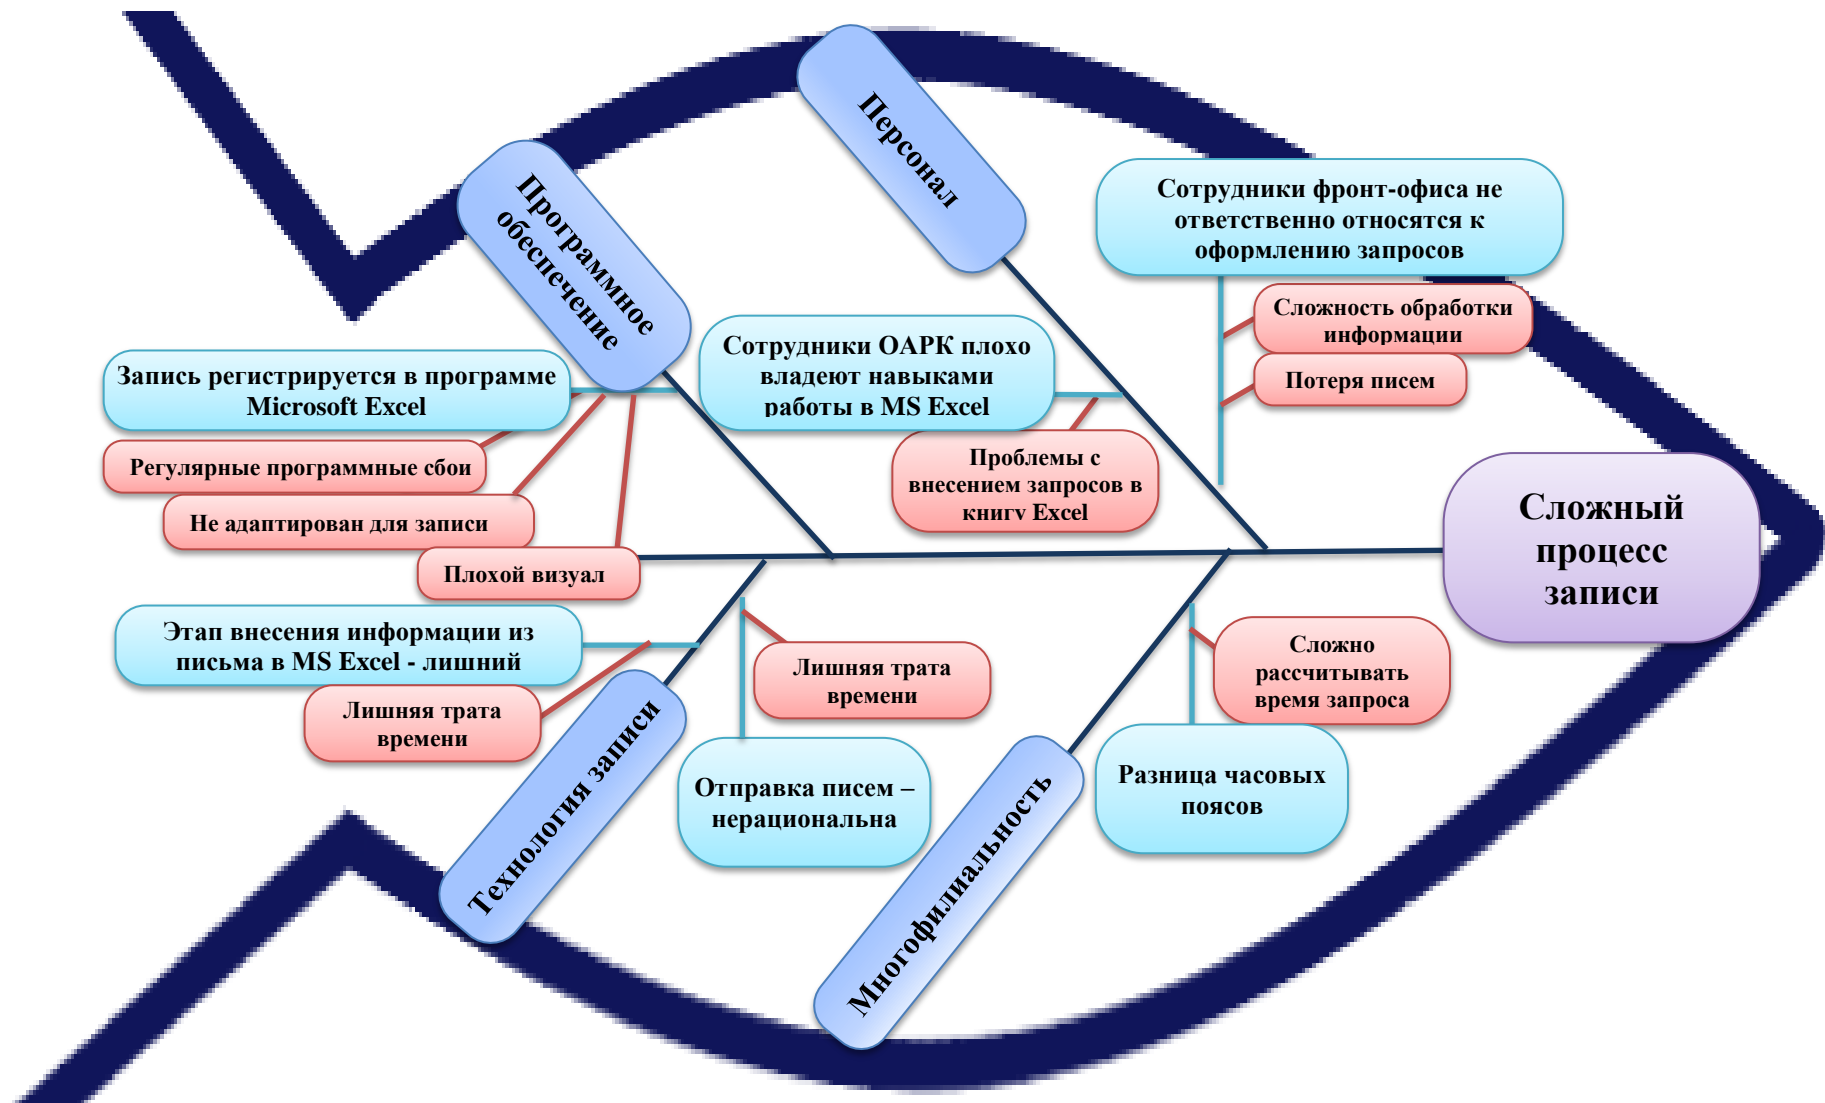 Персонал
Программное
обеспечение
Сотрудники фронт-офиса не
ответственно относятся к
оформлению запросов
Сложность обработки
информации
Потеря писем
Сотрудники ОАРК плохо
владеют навыками
работы в MS Excel
Проблемы с
внесением запросов в
книгу Excel
Запись регистрируется в программе
Microsoft Excel
Регулярные программные сбои
Не адаптирован для записи
Плохой визуал
Сложный
процесс
записи
Этап внесения информации из
письма в MS Excel - лишний
Лишняя трата
времени
Технология записи
Лишняя трата
времени
Отправка писем –
нерациональна
Многофилиальность
Сложно
рассчитывать
время запроса
Разница часовых
поясов